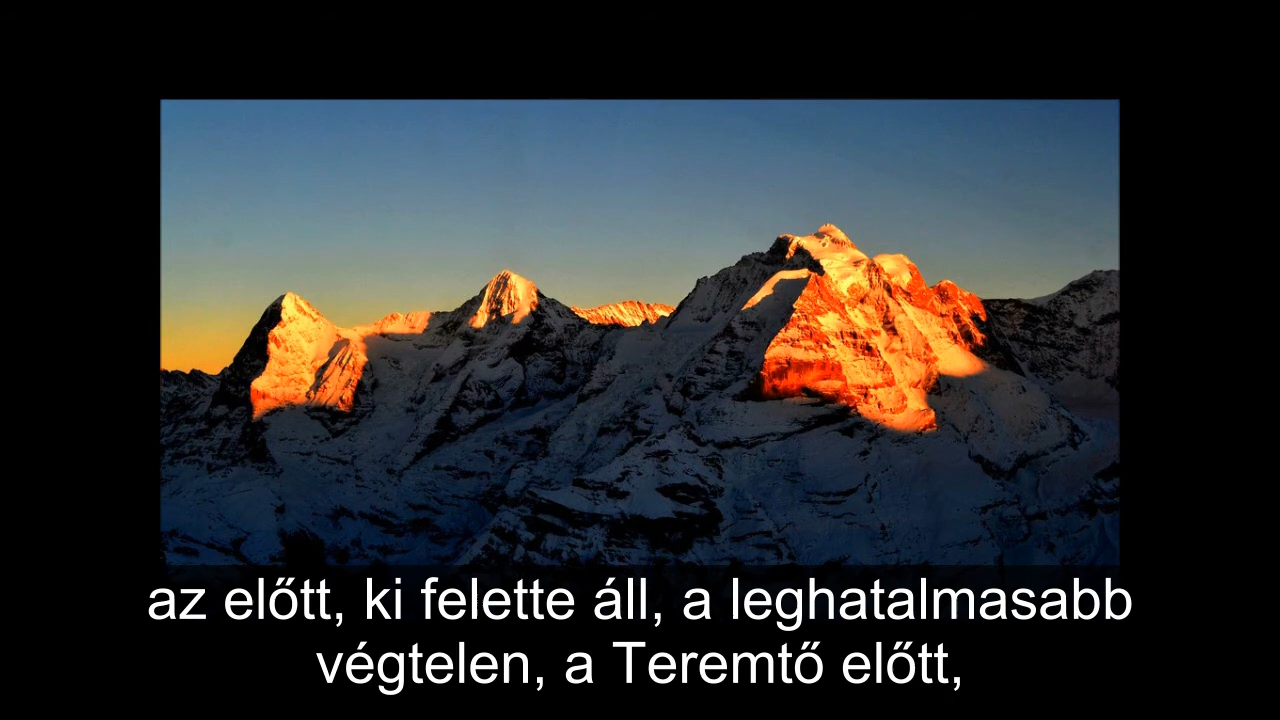 az előtt, ki felette áll, a leghatalmasabb
végtelen, a Teremtő előtt,